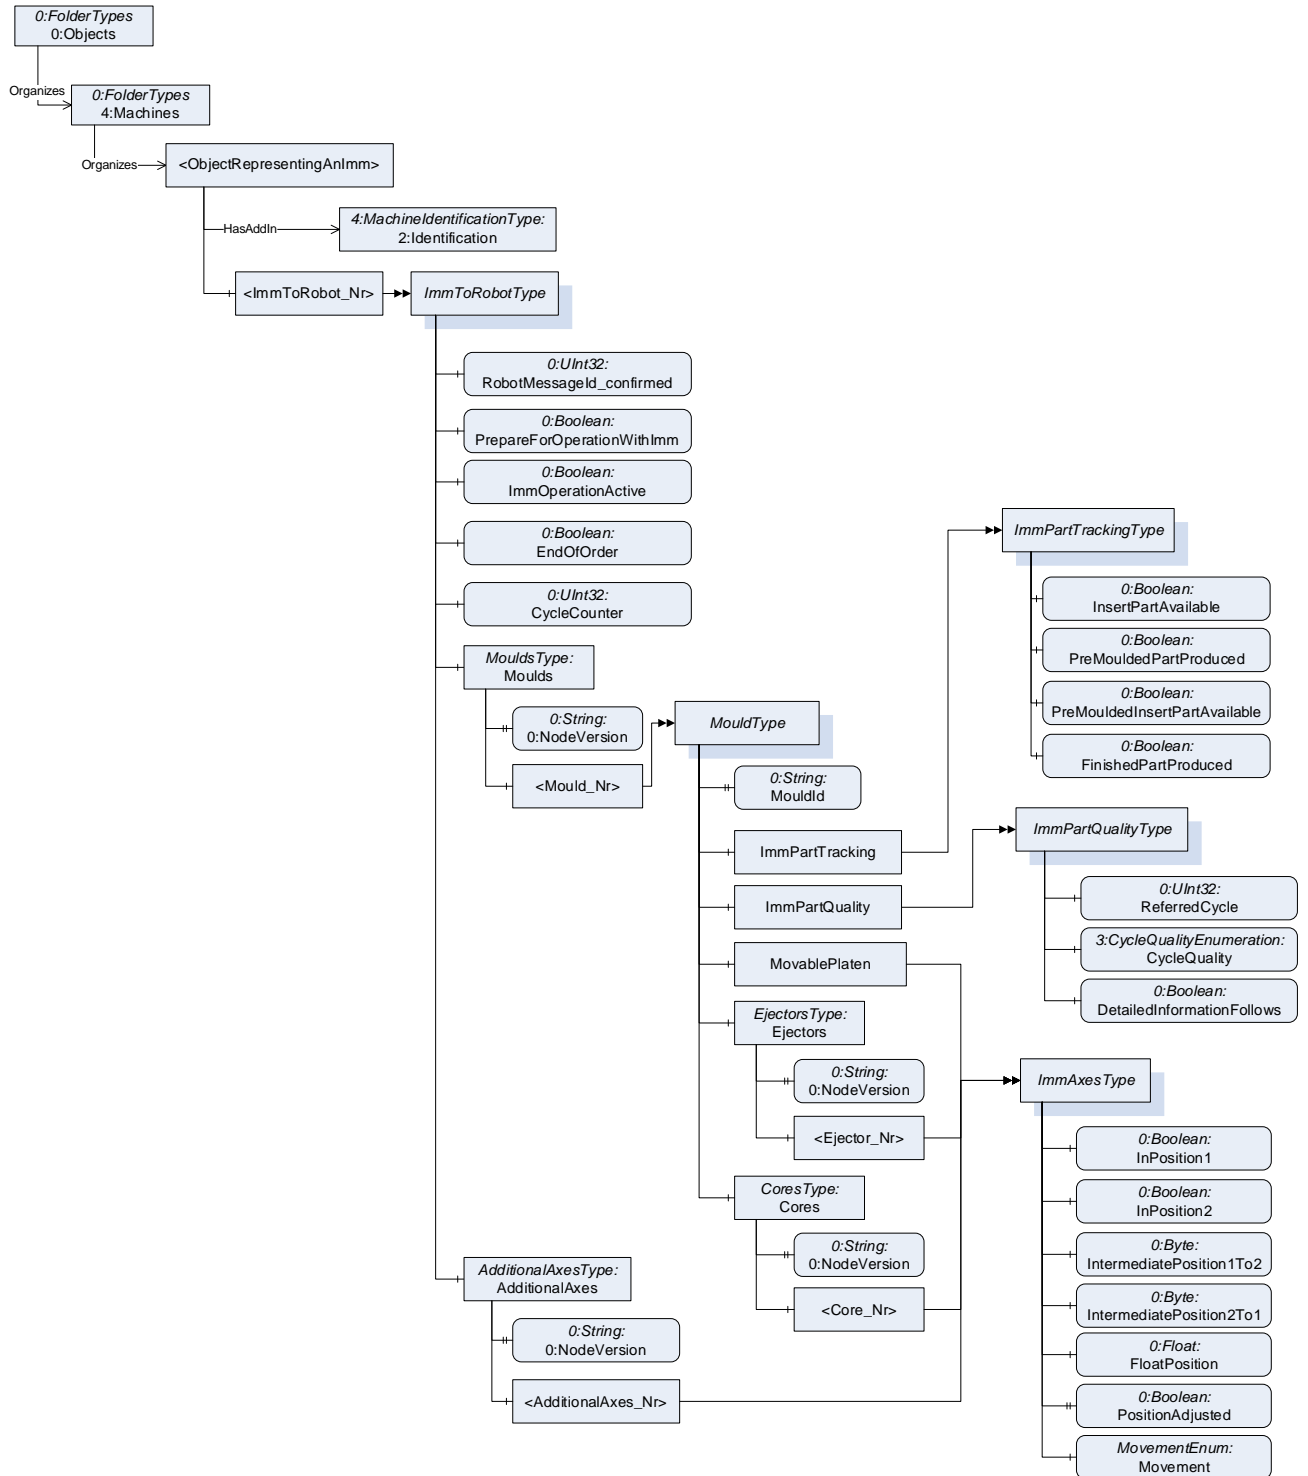 0:FolderTypes
0:Objects
Organizes
0:FolderTypes
4:Machines
Organizes
<ObjectRepresentingAnImm>
HasAddIn
4:MachineIdentificationType:
2:Identification
<ImmToRobot_Nr>
ImmToRobotType
0:UInt32:
RobotMessageId_confirmed
0:Boolean:
PrepareForOperationWithImm
0:Boolean:
ImmOperationActive
0:Boolean:
EndOfOrder
0:UInt32:
CycleCounter
MouldsType:
Moulds
0:String:
0:NodeVersion
<Mould_Nr>
MouldType
0:String:
MouldId
ImmPartTracking
ImmPartQuality
MovablePlaten
EjectorsType:
Ejectors
0:String:
0:NodeVersion
<Ejector_Nr>
CoresType:
Cores
0:String:
0:NodeVersion
<Core_Nr>
AdditionalAxesType:
AdditionalAxes
0:String:
0:NodeVersion
<AdditionalAxes_Nr>
ImmPartTrackingType
0:Boolean:
InsertPartAvailable
0:Boolean:
PreMouldedPartProduced
0:Boolean:
PreMouldedInsertPartAvailable
0:Boolean:
FinishedPartProduced
ImmPartQualityType
0:UInt32:
ReferredCycle
3:CycleQualityEnumeration:
CycleQuality
0:Boolean:
DetailedInformationFollows
ImmAxesType
0:Boolean:
InPosition1
0:Boolean:
InPosition2
0:Byte:
IntermediatePosition1To2
0:Byte:
IntermediatePosition2To1
0:Float:
FloatPosition
0:Boolean:
PositionAdjusted
MovementEnum:
Movement